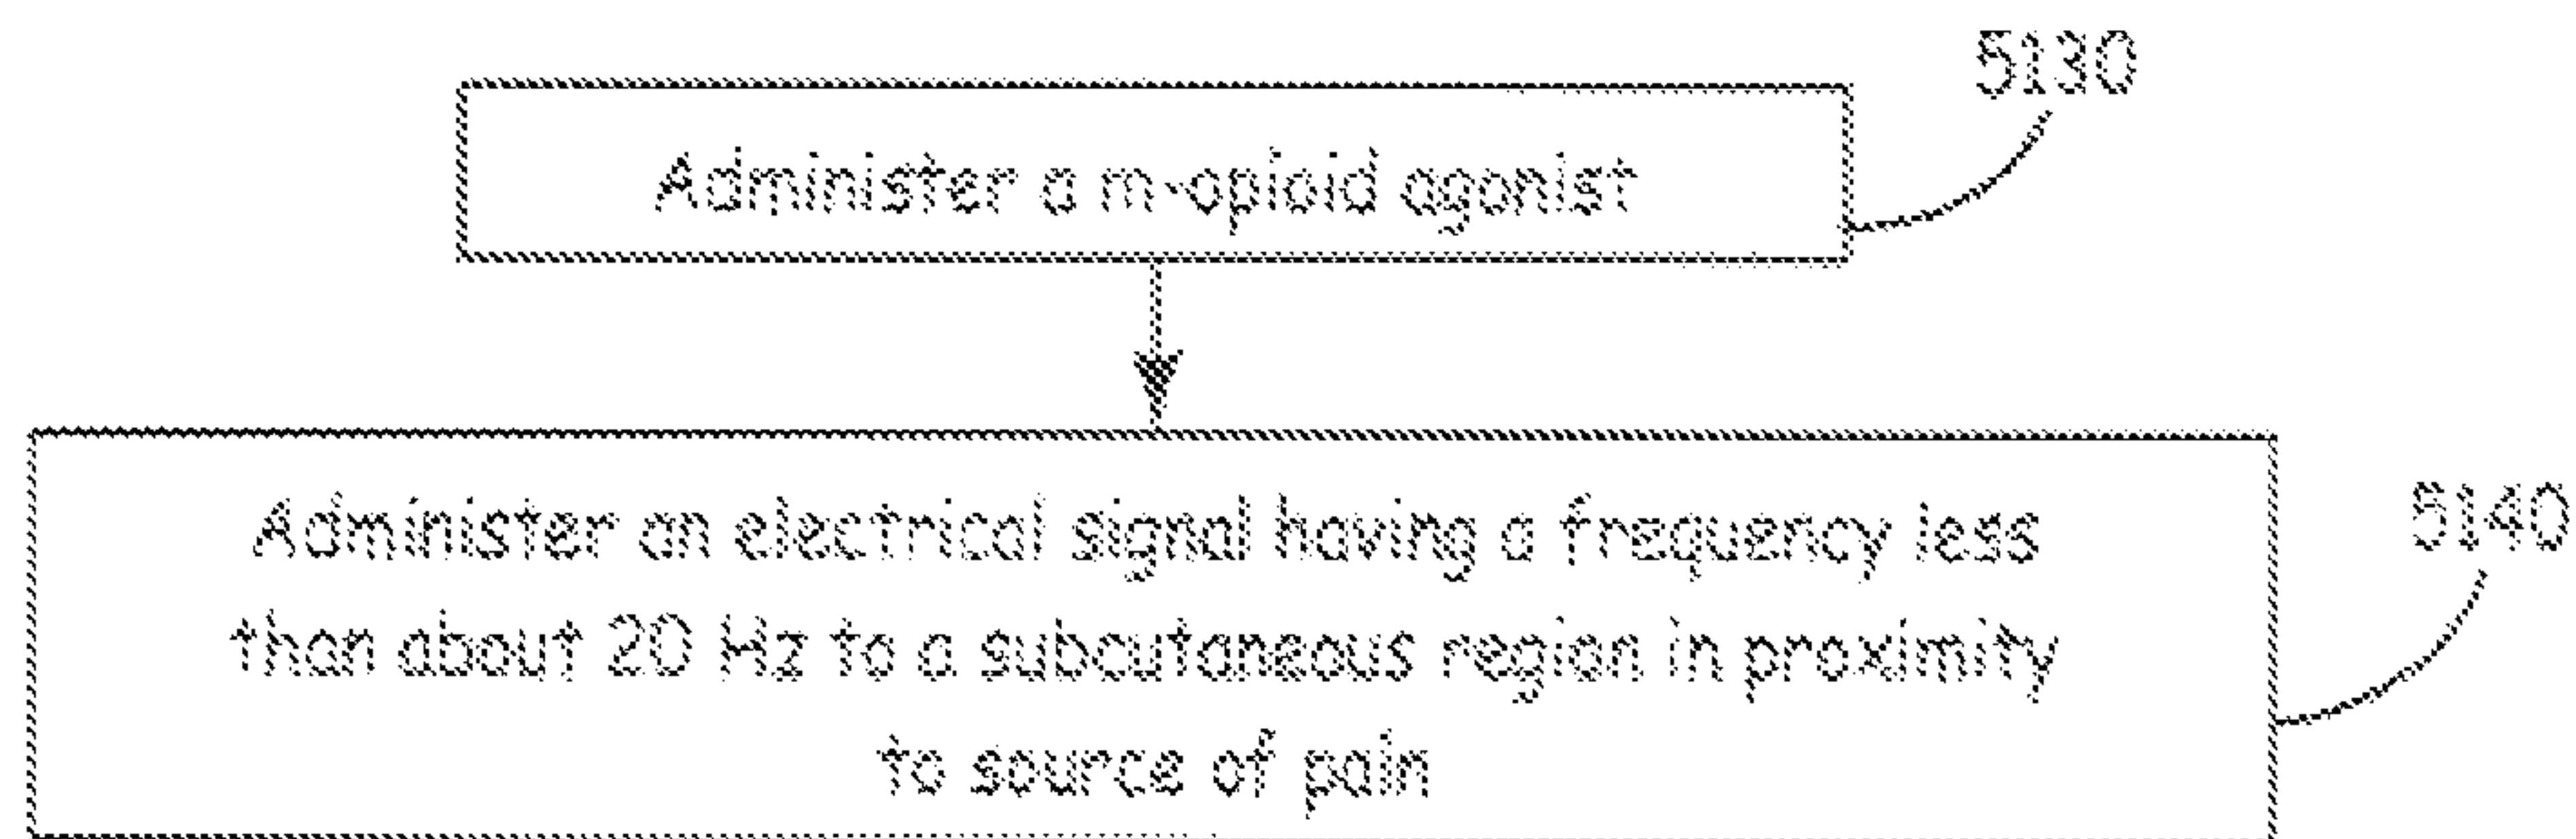 5130
Administer a m-opioid agonist
5140
Administer an electrical signal having a frequency less
than about 20 Hz to a subcutaneous region in proximity
to source of pain